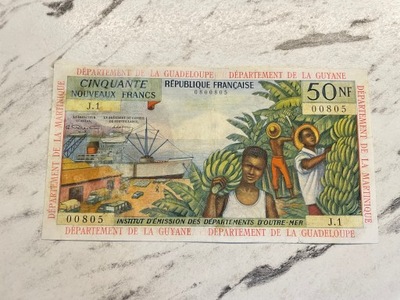 DÉPARTEMENT DE LA GUADELOUPE
DÉPARTEMENT DE LA GUYANE
CINQUANTE
NOUVEAUX FRANCS
RÉPUBLIQUE FRANÇAISE
0000805
50NF
J.1
00805
DÉPARTEMENT DE LA MARTINIQUE
DÉPARTEMENT DE LA MARTINIQUE
00805
INSTITUT D'ÉMISSION DES DÉPARTEMENTS D'OUTRE-MER
J.1
DÉPARTEMENT DE LA GUYANE
DÉPARTEMENT DE LA GUADELOUPE